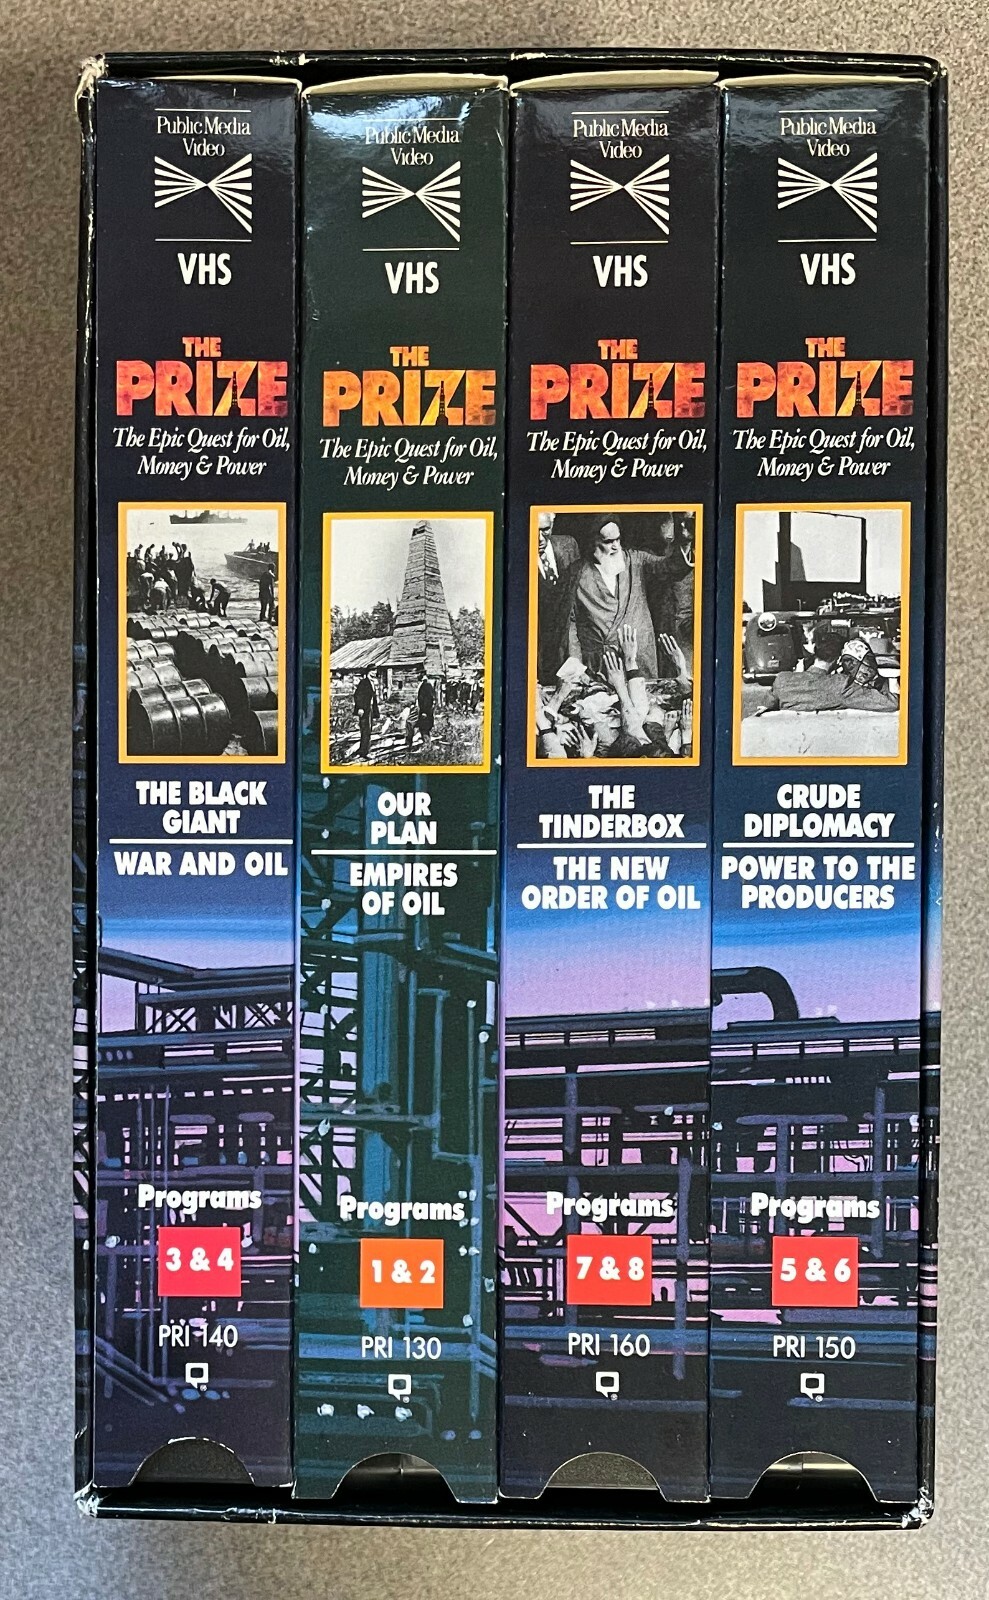 Public Media
Video
VHS
THE
PRIZE
The Epic Quest for Oil,
Money & Power
THE BLACK
GIANT
WAR AND OIL
Programs
3 & 4
PRI 140
Public Media
Video
VHS
THE
PRIZE
The Epic Quest for Oil,
Money & Power
OUR
PLAN
EMPIRES
OF OIL
Programs
1 & 2
PRI 130
Public Media
Video
VHS
THE
PRIZE
The Epic Quest for Oil,
Money & Power
THE
TINDERBOX
THE NEW
ORDER OF OIL
Programs
7 & 8
PRI 160
Public Media
Video
VHS
THE
PRIZE
The Epic Quest for Oil,
Money & Power
CRUDE
DIPLOMACY
POWER TO THE
PRODUCERS
Programs
5 & 6
PRI 150